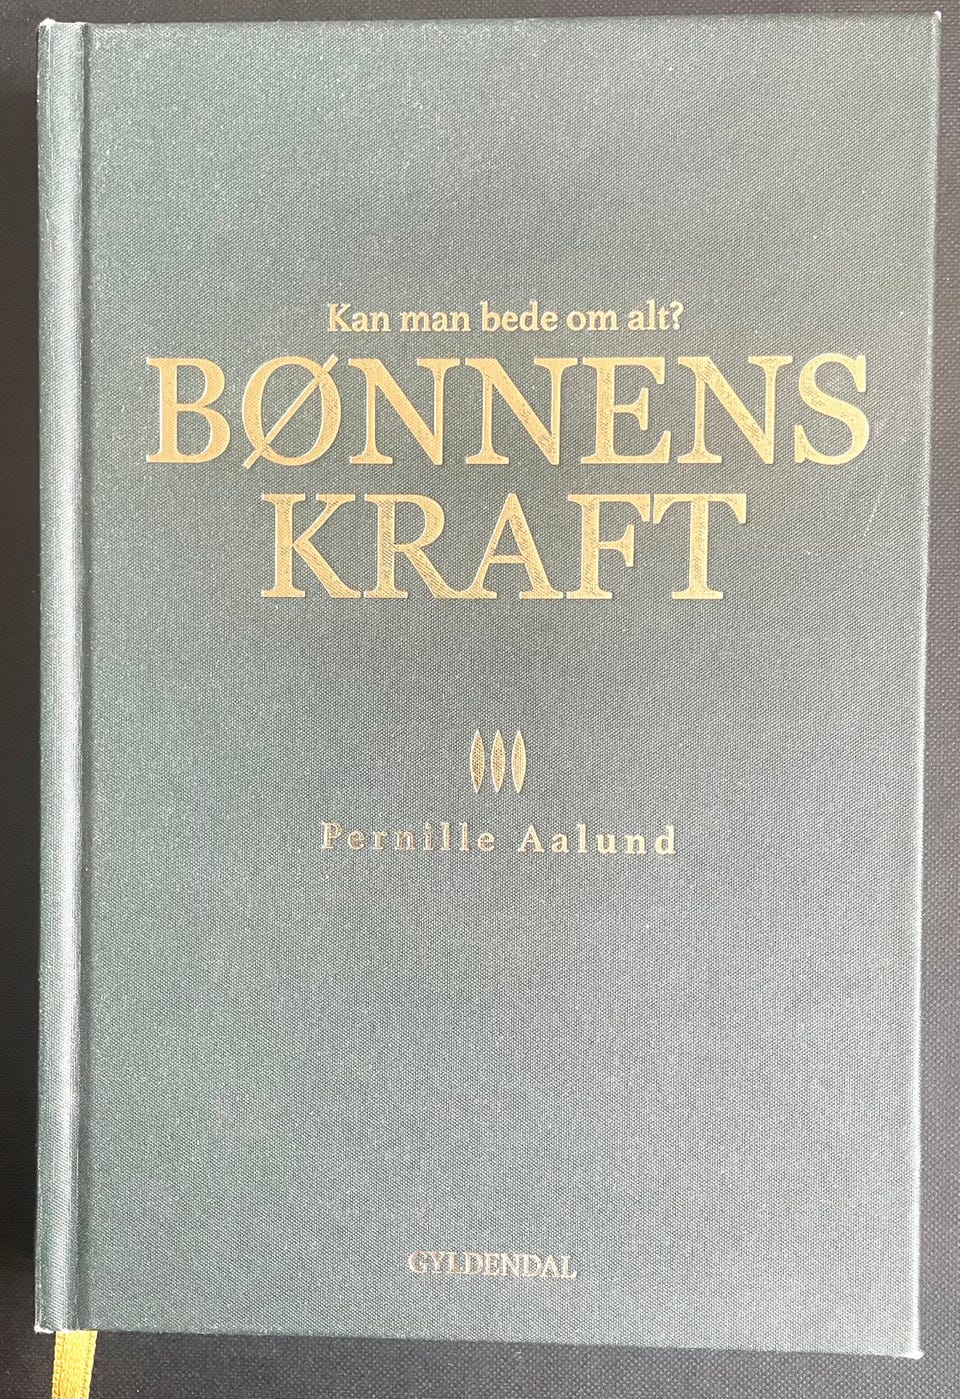 Kan man bede om alt?
BØNNENS
KRAFT
Pernille Aalund
GYLDENDAL